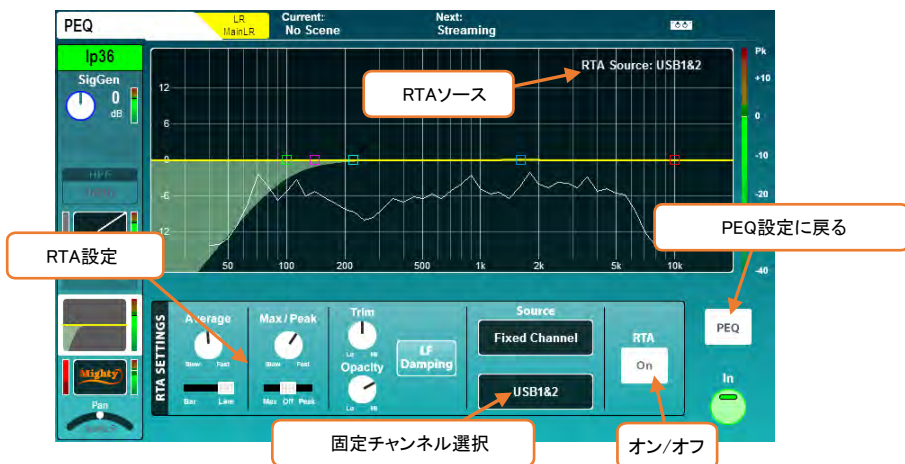 PEQ
LR
MainLR
Current:
No Scene
Next:
Streaming
Ip36
SigGen
0
dB
RTA Source: USB1&2
RTAソース
12
6
0
-6
-12
50
100
200
500
1k
2k
5k
10k
Pk
+10
0
-10
-20
-40
HPF
RTA設定
PEQ設定に戻る
RTA SETTINGS
Average
Slow
Fast
Bar
Line
Max / Peak
Slow
Fast
Max
Off
Peak
Trim
Lo
Hi
Opacity
Lo
Hi
LF
Damping
Source
Fixed Channel
USB1&2
RTA
On
PEQ
In
Mighty
Pan
固定チャンネル選択
オン/オフ